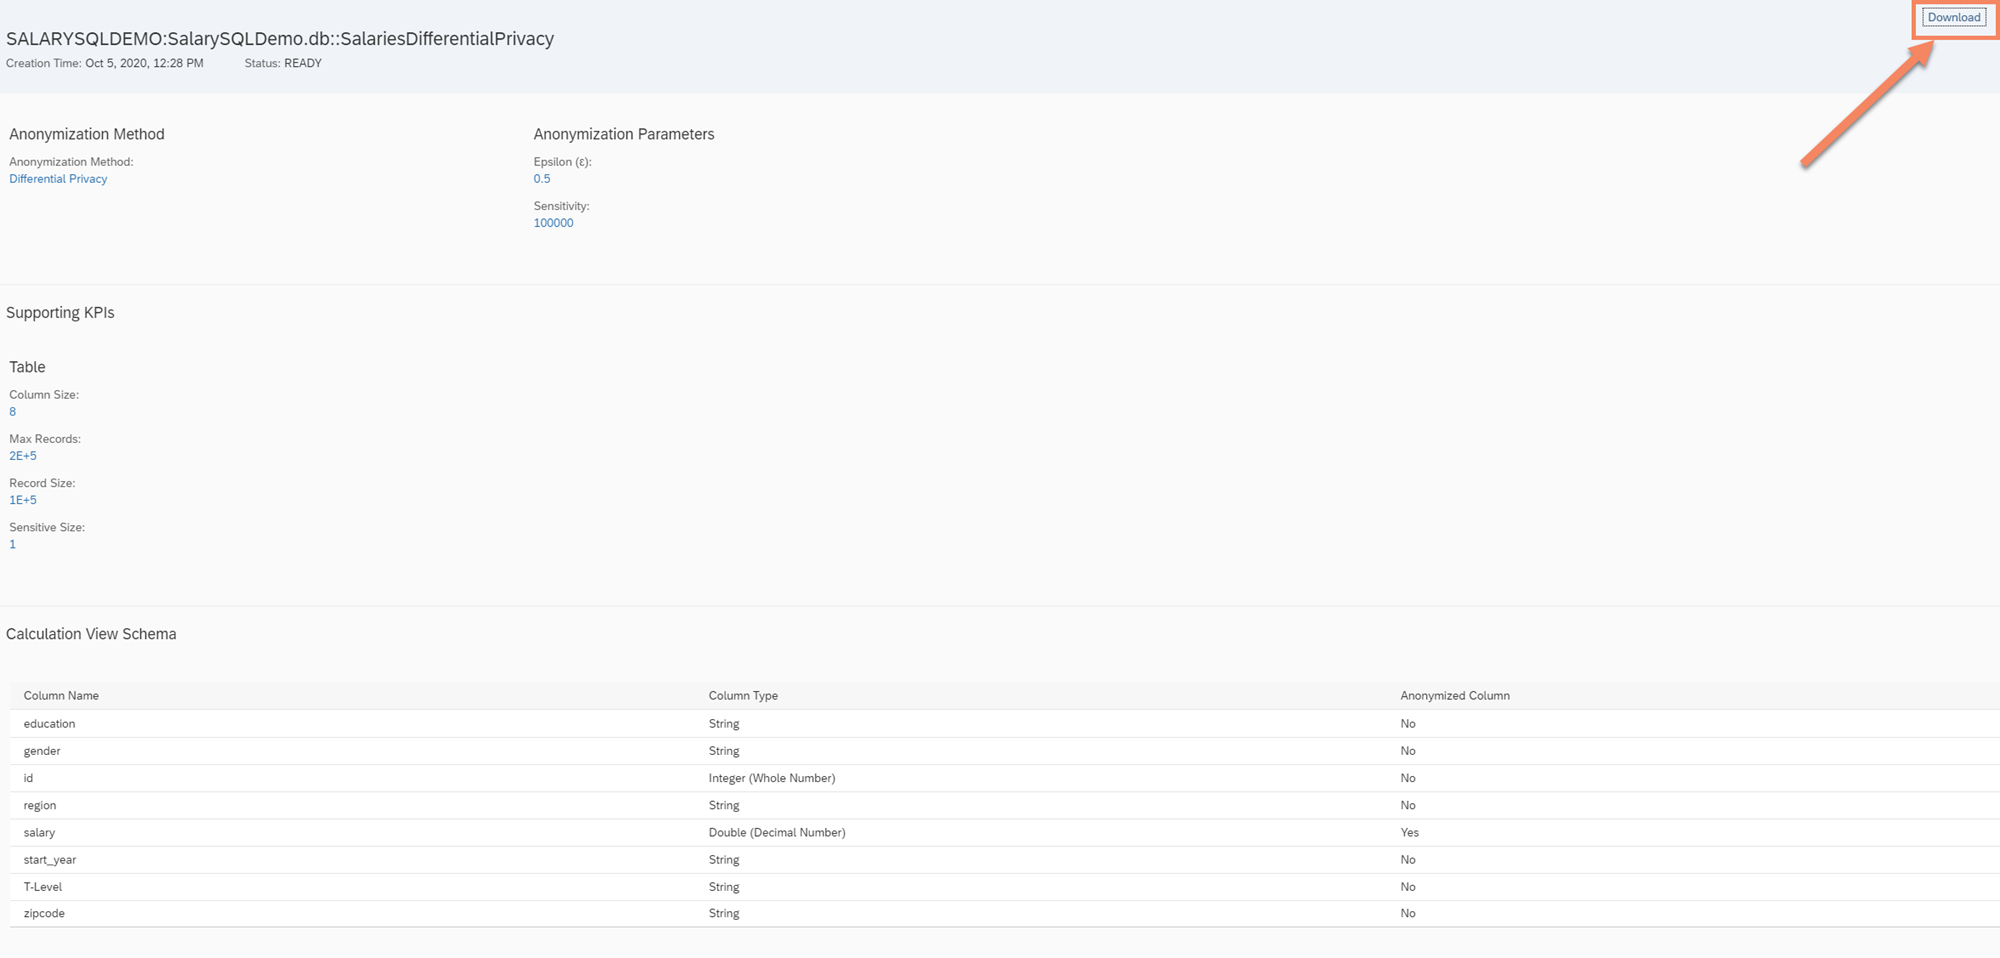 Download
SALARYSQLDEMO:SalarySQLDemo.db::SalariesDifferentialPrivacy
Creation Time: Oct 5, 2020, 12:28 PM Status: READY
Anonymization Method Anonymization Parameters
Anonymization Method: Epsilon (ε):
Differential Privacy 0.5
Sensitivity:
100000
Supporting KPIs
Table
Column Size:
8
Max Records:
2E+5
Record Size:
1E+5
Sensitive Size:
1
Calculation View Schema
Column Name Column Type Anonymized Column
education String No
gender String No
id Integer (Whole Number) No
region String No
salary Double (Decimal Number) Yes
start_year String No
T-Level String No
zipcode String No